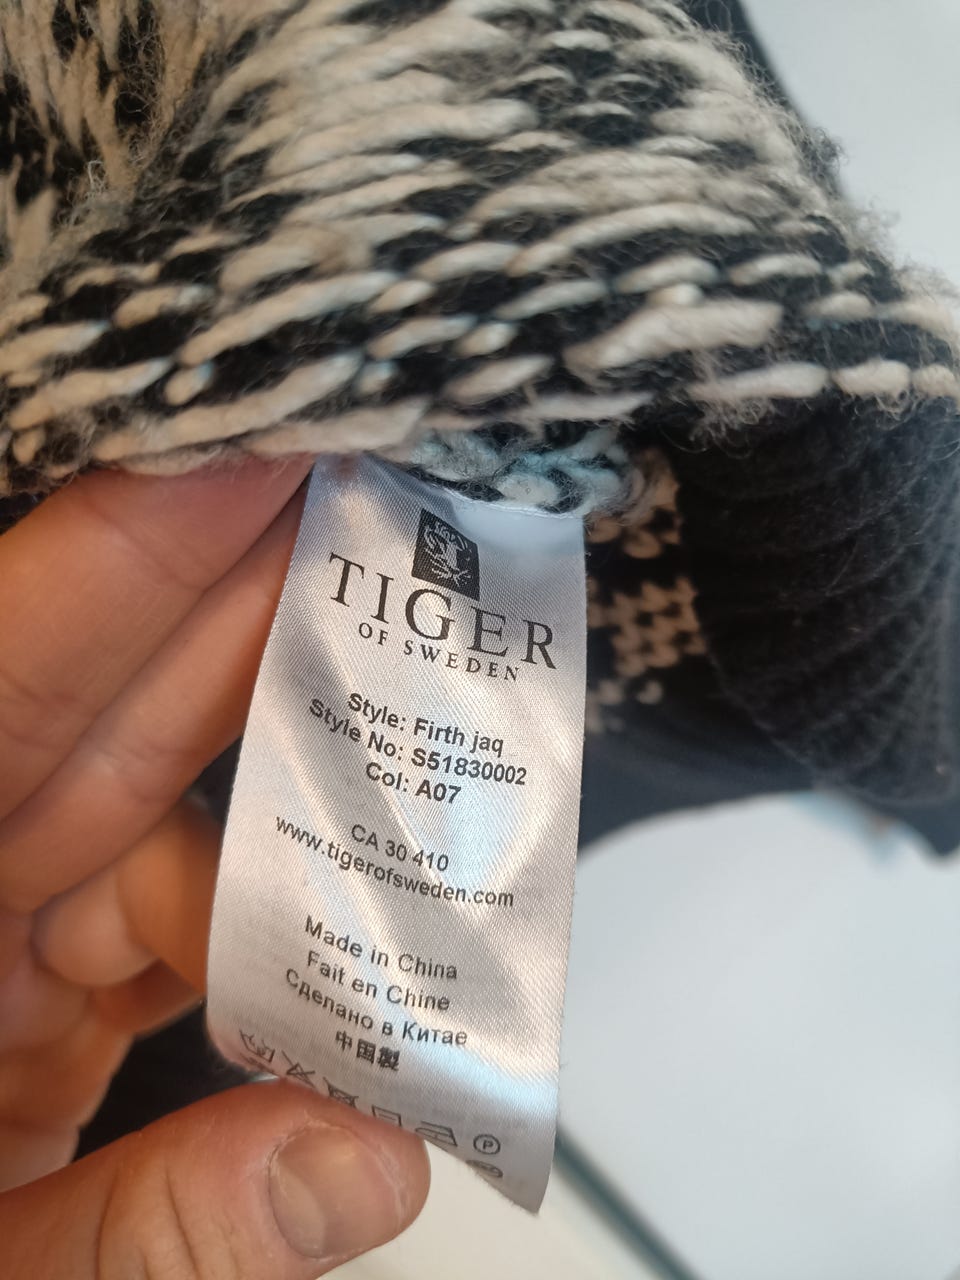 TIGER
OF SWEDEN
Style: Firth jaq
Style No: S51830002
Col: A07
CA 30 410
www.tigerofsweden.com
Made in China
Fait en Chine
Сделано в Китае
中国製
P